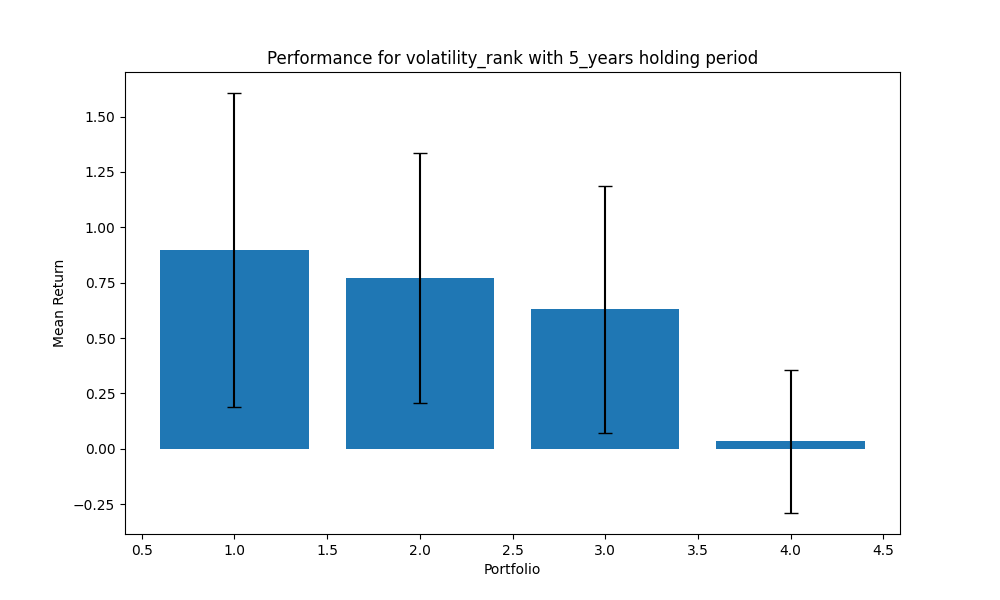 Performance for volatility_rank with 5_years holding period
1.50
1.25
1.00
0.75
0.50
0.25
0.00
−0.25
Mean Return
0.5 1.0 1.5 2.0 2.5 3.0 3.5 4.0 4.5
Portfolio